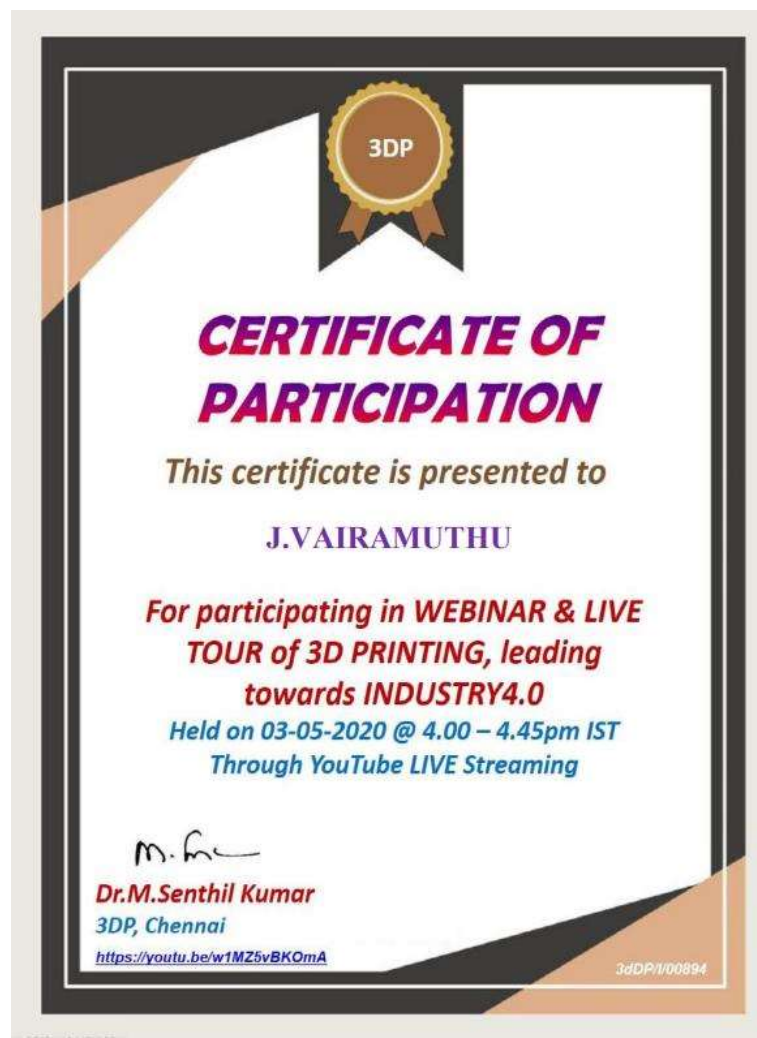 3DP
CERTIFICATE OF
PARTICIPATION
This certificate is presented to
J.VAIRAMUTHU
For participating in WEBINAR & LIVE
TOUR of 3D PRINTING, leading
towards INDUSTRY4.0
Held on 03-05-2020 @ 4.00 – 4.45pm IST
Through YouTube LIVE Streaming
Dr.M.Senthil Kumar
3DP, Chennai
https://youtu.be/w1MZ5vBKOmA
3dDP/I/00894